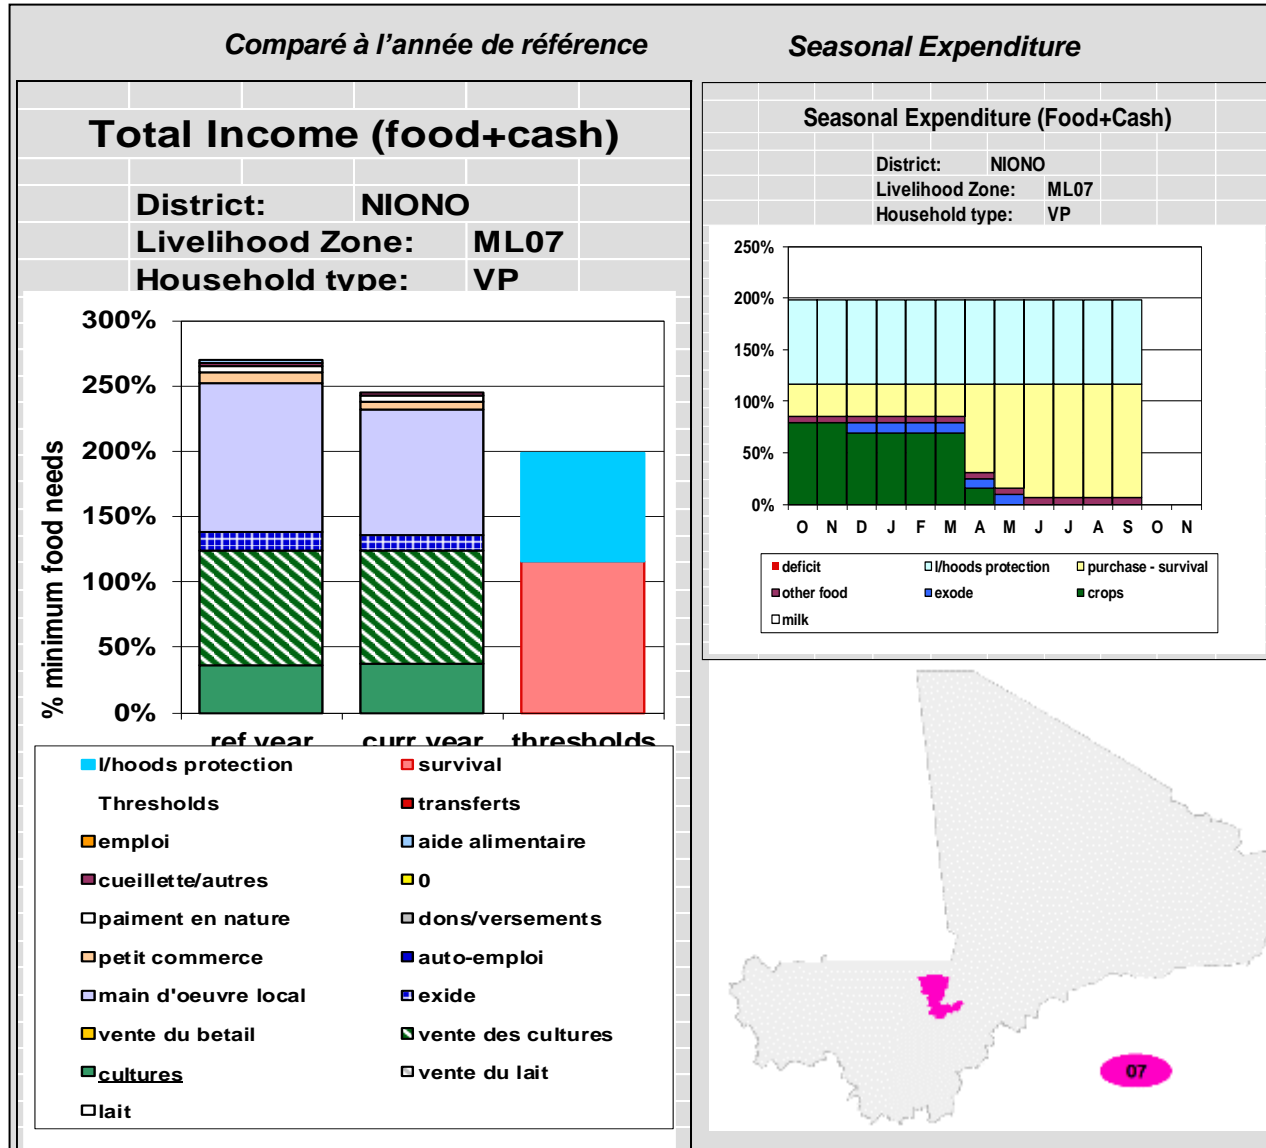 Comparé à l'année de référence
Total Income (food+cash)
District: NIONO
Livelihood Zone: ML07
Household type: VP
% minimum food needs
300%
250%
200%
150%
100%
50%
0%
ref year curr year thresholds
l/hoods protection survival
Thresholds transferts
emploi aide alimentaire
cueillette/autres 0
paiment en nature dons/versements
petit commerce auto-emploi
main d'oeuvre local exide
vente du betail vente des cultures
cultures vente du lait
lait
Seasonal Expenditure
Seasonal Expenditure (Food+Cash)
District: NIONO
Livelihood Zone: ML07
Household type: VP
250%
200%
150%
100%
50%
0%
O N D J F M A M J J A S O N
deficit l/hoods protection purchase - survival
other food exode crops
milk
07